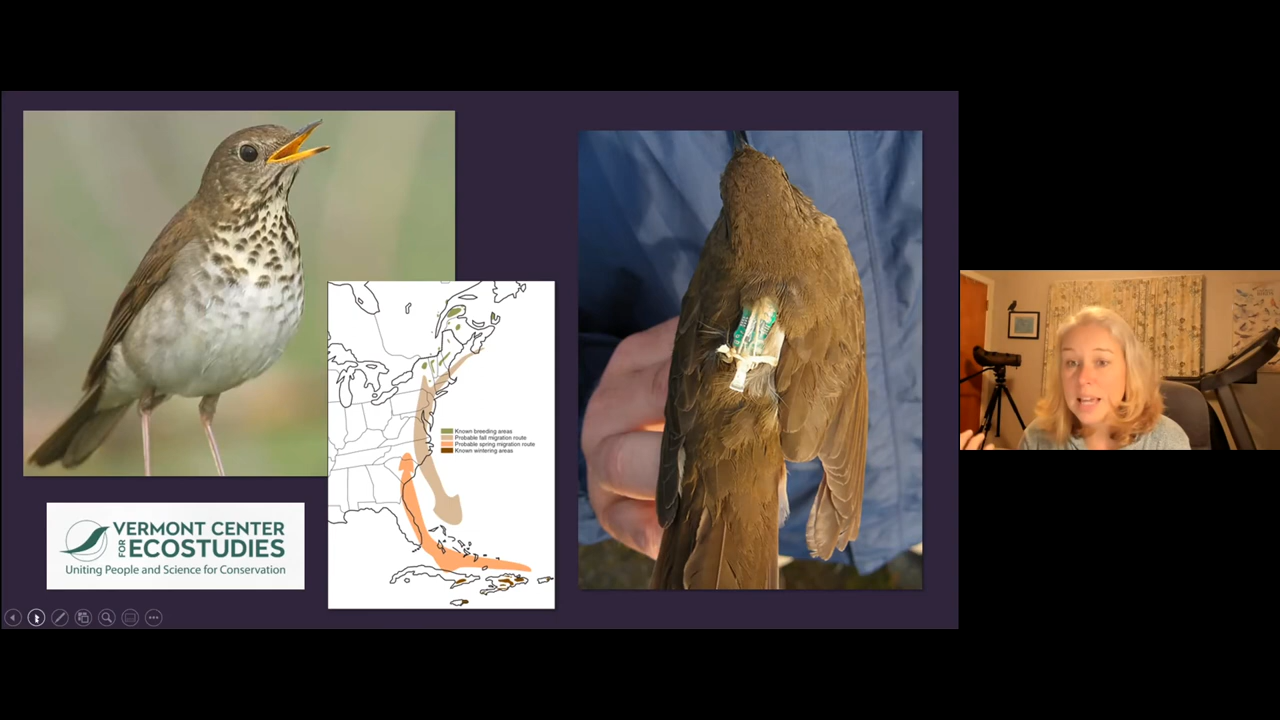 VERMONT CENTER
FOR ECOSTUDIES
Uniting People and Science for Conservation
Known breeding areas
Probable fall migration route
Probable spring migration route
Known wintering areas